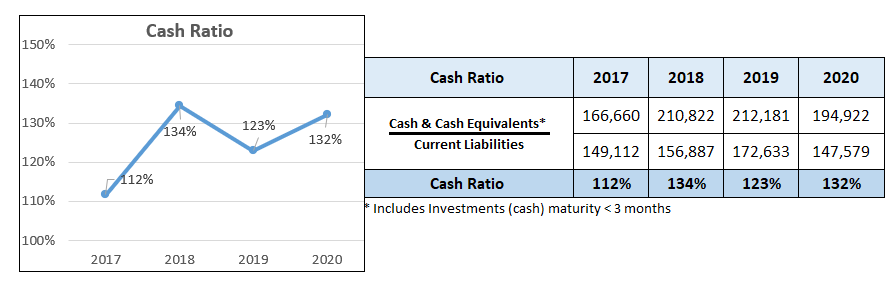 Cash Ratio
150%
140%
130%
120%
110%
100%
112%
134%
123%
132%
2017 2018 2019 2020
Cash Ratio 2017 2018 2019 2020
Cash & Cash Equivalents* 166,660 210,822 212,181 194,922
Current Liabilities 149,112 156,887 172,633 147,579
Cash Ratio 112% 134% 123% 132%
* Includes Investments (cash) maturity < 3 months